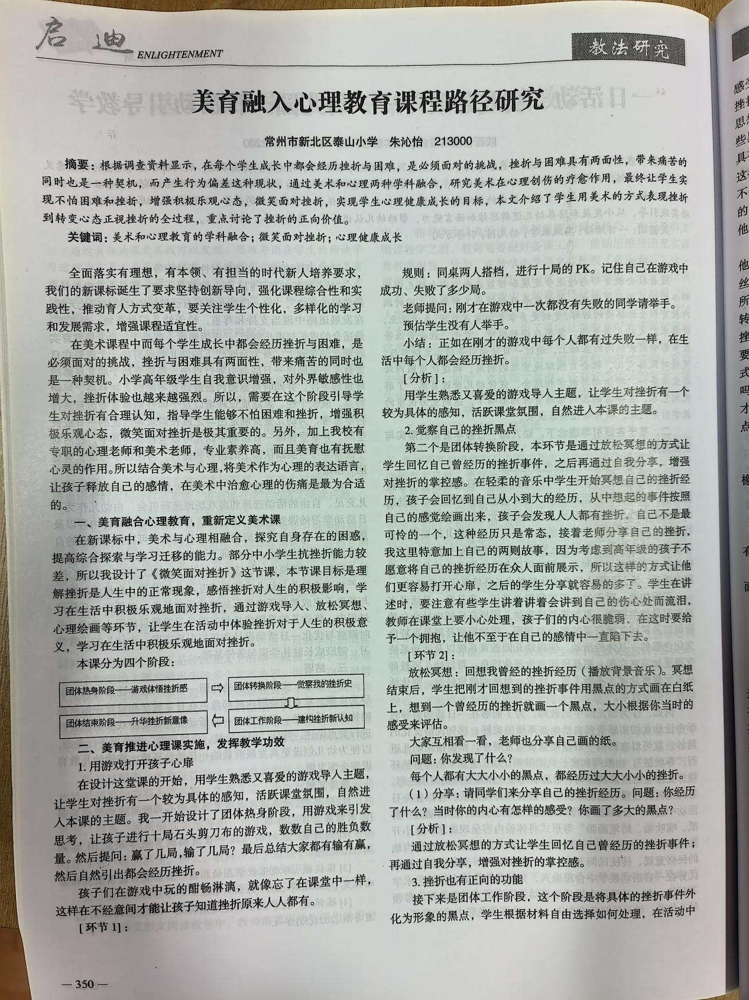 启迪 ENLIGHTENMENT
教法研究
美育融入心理教育课程路径研究
常州市新北区泰山小学 朱沁怡 213000
摘要：根据调查资料显示，在每个学生成长中都会经历挫折与困难，是必须面对的挑战，挫折与困难具有两面性，带来痛苦的
同时也是一种契机，而产生行为偏差这种现状，通过美术和心理两种学科融合，研究美术在心理创伤的疗愈作用，最终让学生实
现不怕困难和挫折，增强积极乐观心态，微笑面对挫折，实现学生心理健康成长的目标，本文介绍了学生用美术的方式表现挫折
到转变心态正视挫折的全过程，重点讨论了挫折的正向价值。
关键词：美术和心理教育的学科融合；微笑面对挫折；心理健康成长
全面落实有理想，有本领、有担当的时代新人培养要求，
我们的新课标诞生了要求坚持创新导向，强化课程综合性和实
践性，推动育人方式变革，要关注学生个性化，多样化的学习
和发展需求，增强课程适宜性。
在美术课程中而每个学生成长中都会经历挫折与困难，是
必须面对的挑战，挫折与困难具有两面性，带来痛苦的同时也
是一种契机。小学高年级学生自我意识增强，对外界敏感性也
增大，挫折体验也越来越强烈。所以，需要在这个阶段引导学
生对挫折有合理认知，指导学生能够不怕困难和挫折，增强积
极乐观心态，微笑面对挫折是极其重要的。另外，加上我校有
专职的心理老师和美术老师，专业素养高，而且美育也有抚慰
心灵的作用。所以结合美术与心理，将美术作为心理的表达语言，
让孩子释放自己的感情，在美术中治愈心理的伤痛是最为合适
的。
一、美育融合心理教育，重新定义美术课
在新课标中，美术与心理相融合，探究自身存在的困惑，
提高综合探索与学习迁移的能力。部分中小学生抗挫折能力较
差，所以我设计了《微笑面对挫折》这节课，本节课目标是理
解挫折是人生中的正常现象，感悟挫折对人生的积极影响，学
习在生活中积极乐观地面对挫折，通过游戏导入、放松冥想、
心理绘画等环节，让学生在活动中体验挫折对于人生的积极意
义，学习在生活中积极乐观地面对挫折。
本课分为四个阶段：
团体热身阶段——游戏体悟挫折感
团体转换阶段——觉察我的挫折史
团体结束阶段——升华挫折新意像
团体工作阶段——建构挫折新认知
二、美育推进心理课实施，发挥教学功效
1. 用游戏打开孩子心扉
在设计这堂课的开始，用学生熟悉又喜爱的游戏导入主题，
让学生对挫折有一个较为具体的感知，活跃课堂氛围，自然进
入本课的主题。我一开始设计了团体热身阶段，用游戏来引发
思考，让孩子进行十局石头剪刀布的游戏，数数自己的胜负数
量。然后提问：赢了几局，输了几局？最后总结大家都有输有赢，
然后自然引出都会经历挫折。
孩子们在游戏中玩的酣畅淋漓，就像忘了在课堂中一样，
这样在不经意间才能让孩子知道挫折原来人人都有。
[环节1]：
规则：同桌两人搭档，进行十局的 PK。记住自己在游戏中
成功、失败了多少局。
老师提问：刚才在游戏中一次都没有失败的同学请举手。
预估学生没有人举手。
小结：正如在刚才的游戏中每个人都有过失败一样，在生
活中每个人都会经历挫折。
[分析]：
用学生熟悉又喜爱的游戏导入主题，让学生对挫折有一个
较为具体的感知，活跃课堂氛围，自然进入本课的主题。
2. 觉察自己的挫折黑点
第二个是团体转换阶段，本环节是通过放松冥想的方式让
学生回忆自己曾经历的挫折事件，之后再通过自我分享，增强
对挫折的掌控感。在轻柔的音乐中学生开始冥想自己的挫折经
历，孩子会回忆到自己从小到大的经历，从中想起的事件按照
自己的感觉绘画出来，孩子会发现人人都有挫折，自己不是最
可怜的一个，这种经历只是常态，接着老师分享自己的挫折，
我这里特意加上自己的两则故事，因为考虑到高年级的孩子不
愿意将自己的挫折经历在众人面前展示，所以这样的方式让他
们更容易打开心扉，之后的学生分享就容易的多了。学生在讲
述时，要注意有些学生讲着讲着会讲到自己的伤心处而流泪，
教师在课堂上要小心处理，孩子们的内心很脆弱，在这时要给
予一个拥抱，让他不至于在自己的感情中一直陷下去。
[环节2]：
放松冥想：回想我曾经的挫折经历（播放背景音乐）。冥想
结束后，学生把刚才回想到的挫折事件用黑点的方式画在白纸
上，想到一个曾经历的挫折就画一个黑点，大小根据你当时的
感受来评估。
大家互相看一看，老师也分享自己画的纸。
问题：你发现了什么？
每个人都有大大小小的黑点，都经历过大大小小的挫折。
（1）分享：请同学们来分享自己的挫折经历。问题：你经历
了什么？当时你的内心有怎样的感受？你画了多大的黑点？
[分析]：
通过放松冥想的方式让学生回忆自己曾经历的挫折事件；
再通过自我分享，增强对挫折的掌控感。
3. 挫折也有正向的功能
接下来是团体工作阶段，这个阶段是将具体的挫折事件外
化为形象的黑点，学生根据材料自由选择如何处理，在活动中
— 350 —